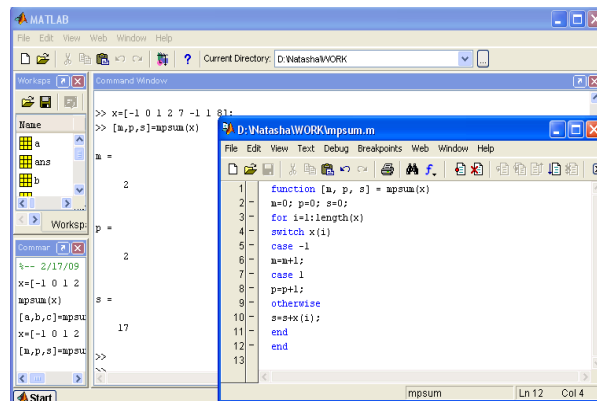 MATLAB
File Edit View Web Window Help
Current Directory: D:\Natasha\WORK
Command Window
>> x=[-1 0 1 2 7 -1 1 8];
>> [m,p,s]=mpsum(x)
m =
2
p =
2
s =
17
>>
Name
a
ans
b
%-- 2/17/09
x=[-1 0 1 2
mpsum(x)
[a,b,c]=mpsu
x=[-1 0 1 2
[m,p,s]=mpsu
Start
D:\Natasha\WORK\mpsum.m
File Edit View Text Debug Breakpoints Web Window Help
1 function [m, p, s] = mpsum(x)
2 - m=0; p=0; s=0;
3 - for i=1:length(x)
4 - switch x(i)
5 - case -1
6 - m=m+1;
7 - case 1
8 - p=p+1;
9 - otherwise
10 - s=s+x(i);
11 - end
12 - end
13
mpsum Ln 12 Col 4